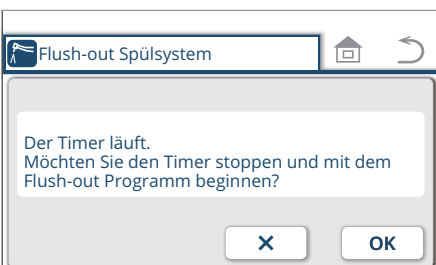 Flush-out Spülsystem
Der Timer läuft.
Möchten Sie den Timer stoppen und mit dem
Flush-out Programm beginnen?
OK